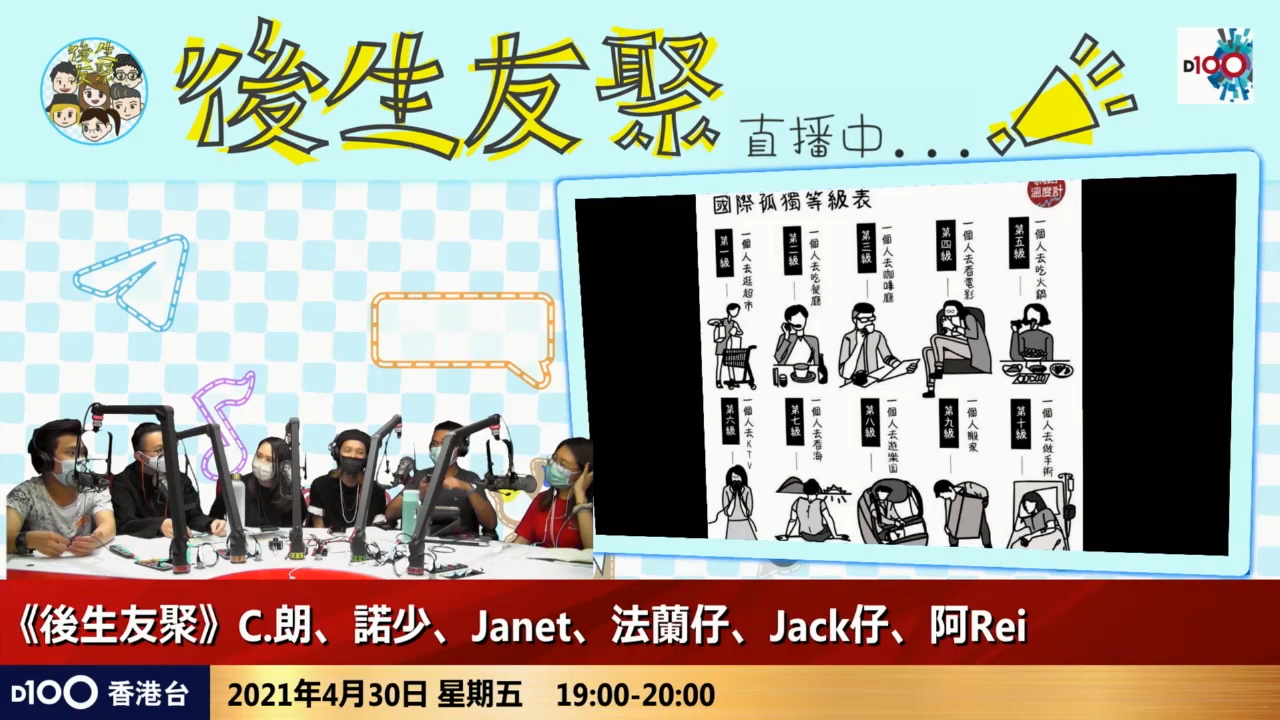 後生友聚
直播中...
D100
國際孤獨等級表
溫度計
第一級 一個人去逛超市
第二級 一個人去吃餐廳
第三級 一個人去咖啡廳
第四級 一個人去看電影
第五級 一個人去吃火鍋
第六級 一個人去KTV
第七級 一個人去看海
第八級 一個人去遊樂園
第九級 一個人搬家
第十級 一個人去做手術
《後生友聚》C.朗、諾少、Janet、法蘭仔、Jack仔、阿Rei
D100 香港台
2021年4月30日 星期五 19:00-20:00